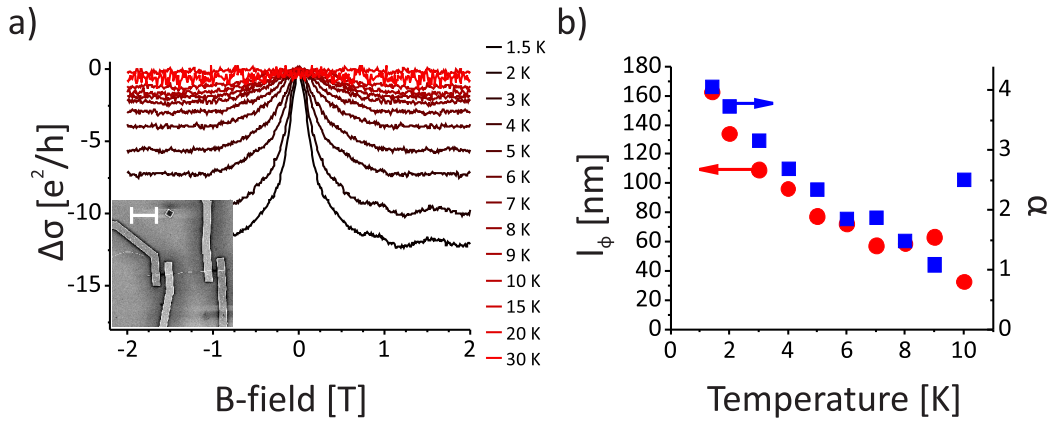 a)
0
-5
-10
-15
Δσ [e²/h]
-2
-1
0
1
2
B-field [T]
1.5 K
2 K
3 K
4 K
5 K
6 K
7 K
8 K
9 K
10 K
15 K
20 K
30 K
b)
180
160
140
120
100
80
60
40
20
0
l_ϕ [nm]
4
3
2
1
0
α
0
2
4
6
8
10
Temperature [K]